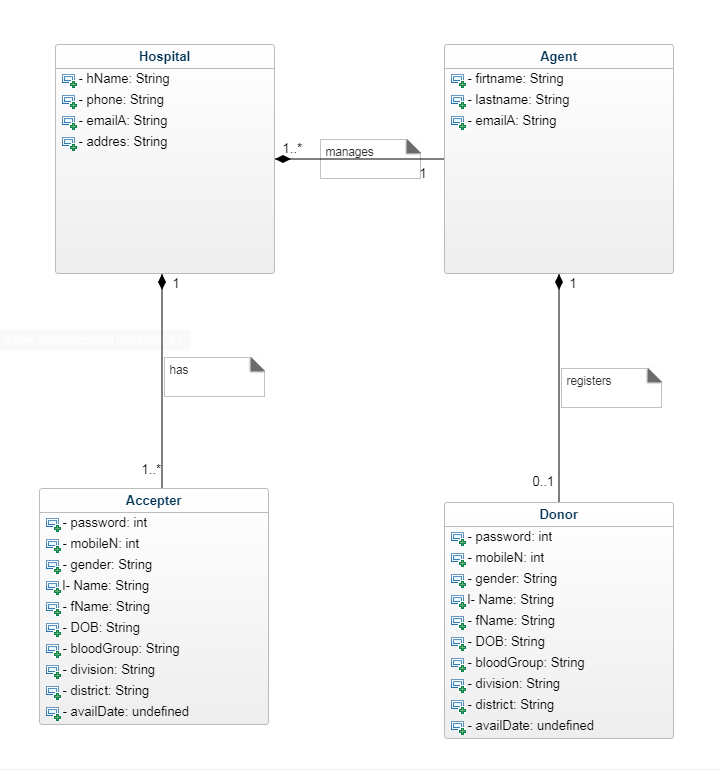 Hospital
- hName: String
- phone: String
- emailA: String
- addres: String
Agent
- firtname: String
- lastname: String
- emailA: String
1..*
manages
1
1
has
1..*
1
registers
0..1
Accepter
- password: int
- mobileN: int
- gender: String
l- Name: String
- fName: String
- DOB: String
- bloodGroup: String
- division: String
- district: String
- availDate: undefined
Donor
- password: int
- mobileN: int
- gender: String
l- Name: String
- fName: String
- DOB: String
- bloodGroup: String
- division: String
- district: String
- availDate: undefined